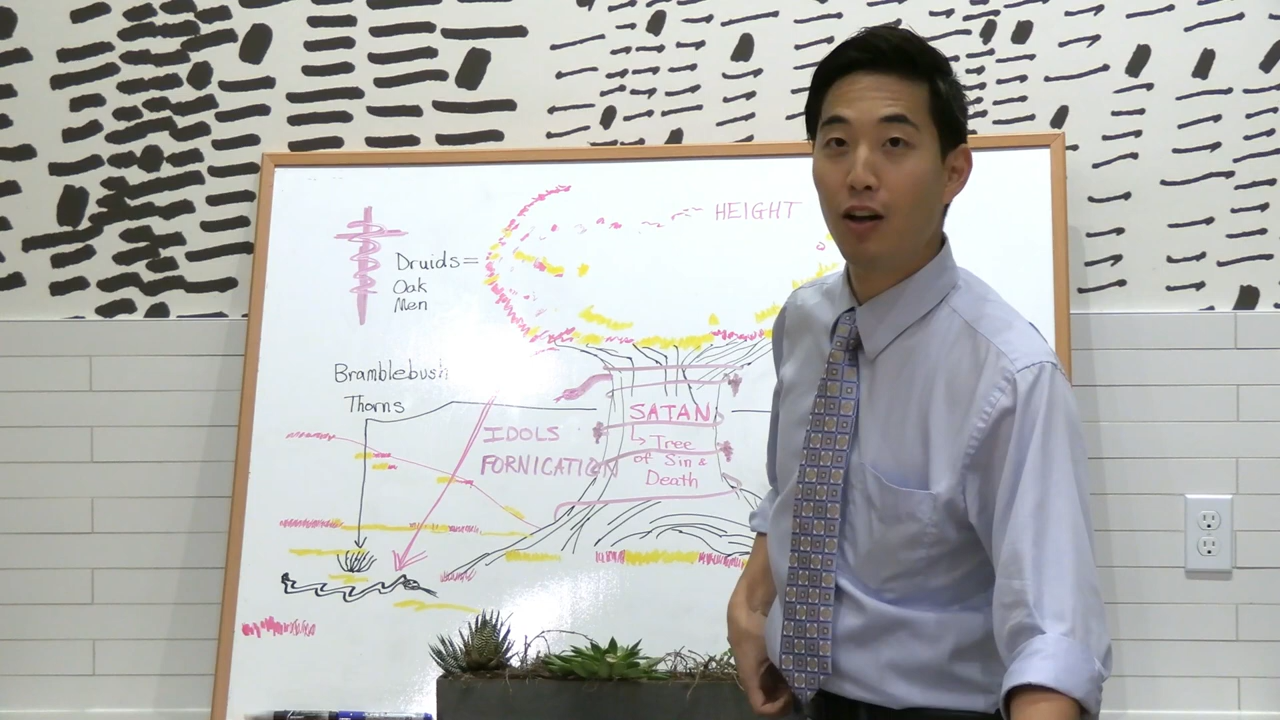 HEIGHT
Druids=
Oak
Men
Bramblebush
Thorns
IDOLS
FORNICATION
SATAN
Tree
of Sin &
Death